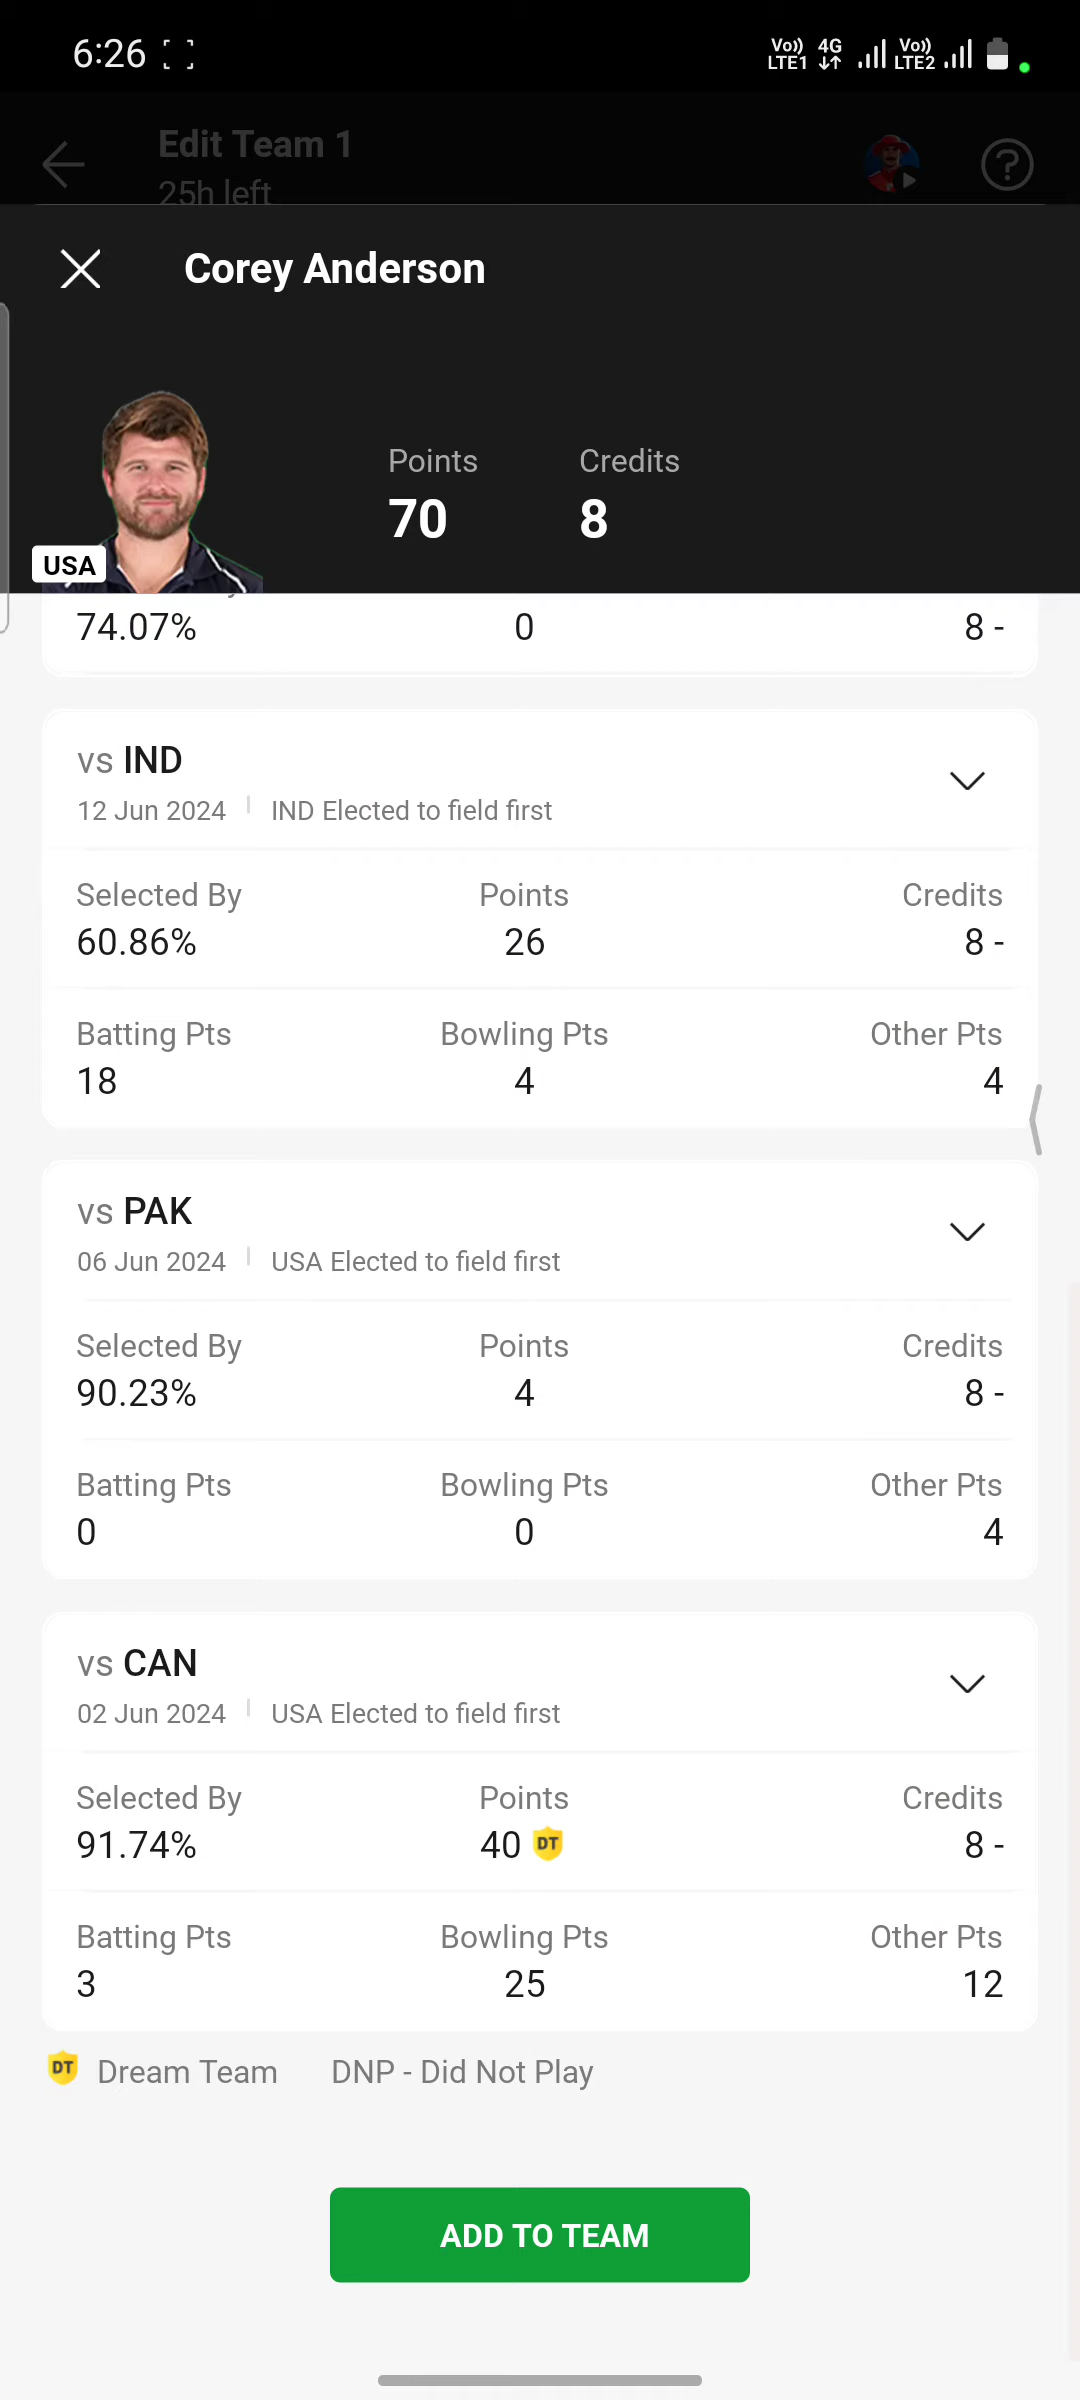 6:26
Vo)) LTE1 4G Vo)) LTE2
Edit Team 1
25h left
Corey Anderson
Points Credits
70 8
USA
74.07% 0 8 -
vs IND
12 Jun 2024 IND Elected to field first
Selected By Points Credits
60.86% 26 8 -
Batting Pts Bowling Pts Other Pts
18 4 4
vs PAK
06 Jun 2024 USA Elected to field first
Selected By Points Credits
90.23% 4 8 -
Batting Pts Bowling Pts Other Pts
0 0 4
vs CAN
02 Jun 2024 USA Elected to field first
Selected By Points Credits
91.74% 40 DT 8 -
Batting Pts Bowling Pts Other Pts
3 25 12
DT Dream Team DNP - Did Not Play
ADD TO TEAM